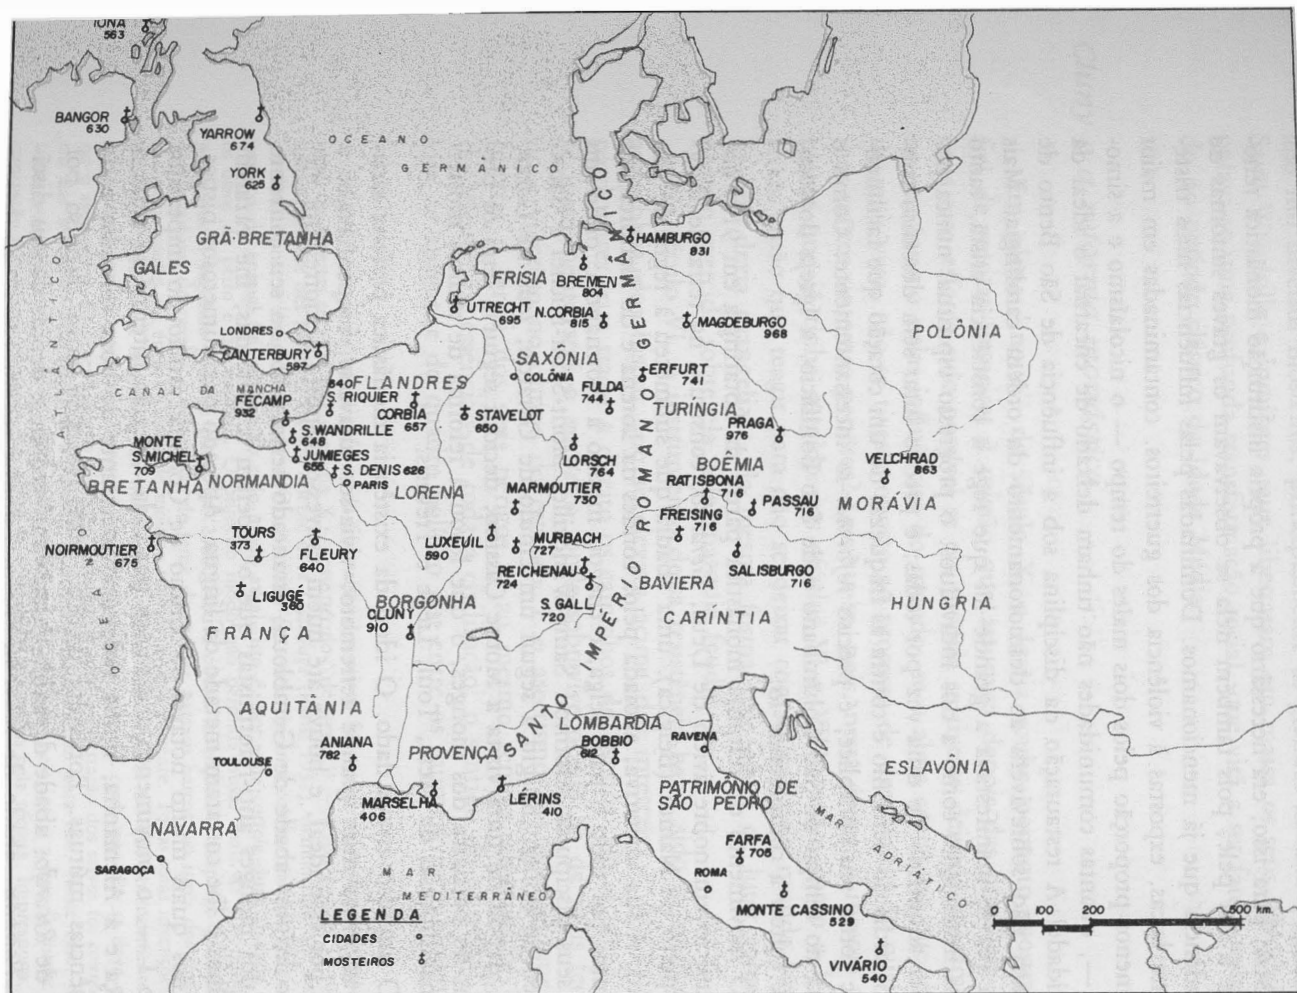 IONA
563
BANGOR
630
YARROW
674
YORK
625
OCEANO
GERMÂNICO
GRÃ-BRETANHA
GALES
LONDRES
CANTERBURY
597
CANAL DA MANCHA
ATLÂNTICO
OCEANO
HAMBURGO
831
BREMEN
804
FRÍSIA
UTRECHT
695
N.CORBIA
815
MAGDEBURGO
968
POLÔNIA
SAXÔNIA
COLÔNIA
ERFURT
741
FULDA
744
TURÍNGIA
PRAGA
976
BOÊMIA
640
FLANDRES
S. RIQUIER
FÉCAMP
932
CORBIA
657
STAVELOT
650
S.WANDRILLE
648
JUMIEGES
655
S. DENIS 626
PARIS
MONTE
S.MICHEL
709
BRETANHA
NORMANDIA
LORENA
LORSCH
764
MARMOUTIER
730
RATISBONA
716
PASSAU
716
VELCHRAD
863
MORÁVIA
FREISING
716
NOIRMOUTIER
675
TOURS
373
FLEURY
640
LUXEUIL
590
MURBACH
727
REICHENAU
724
SALISBURGO
716
BAVIERA
HUNGRIA
LIGUGÉ
360
BORGONHA
S. GALL
720
CARÍNTIA
CLUNY
910
FRANÇA
SANTO IMPÉRIO ROMANO GERMÂNICO
AQUITÂNIA
LOMBARDIA
BOBBIO
612
RAVENA
ANIANA
782
PROVENÇA
TOULOUSE
ESLAVÔNIA
MARSELHA
406
LÉRINS
410
PATRIMÔNIO DE
SÃO PEDRO
NAVARRA
SARAGOÇA
MAR ADRIÁTICO
FARFA
705
ROMA
MAR
MEDITERRÂNEO
MONTE CASSINO
529
VIVÁRIO
540
LEGENDA
CIDADES
MOSTEIROS
0 100 200 500 km.